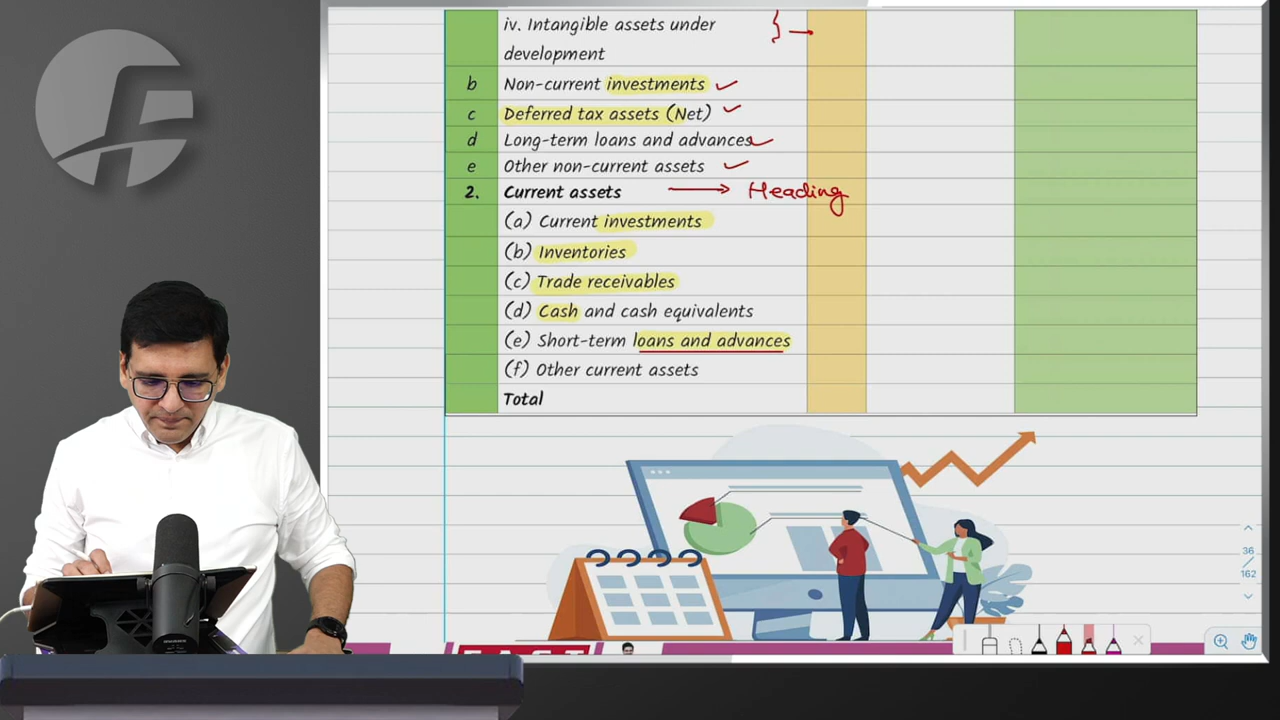 iv. Intangible assets under
development
b Non-current investments
c Deferred tax assets (Net)
d Long-term loans and advances
e Other non-current assets
2. Current assets → Heading
(a) Current investments
(b) Inventories
(c) Trade receivables
(d) Cash and cash equivalents
(e) Short-term loans and advances
(f) Other current assets
Total
36
162